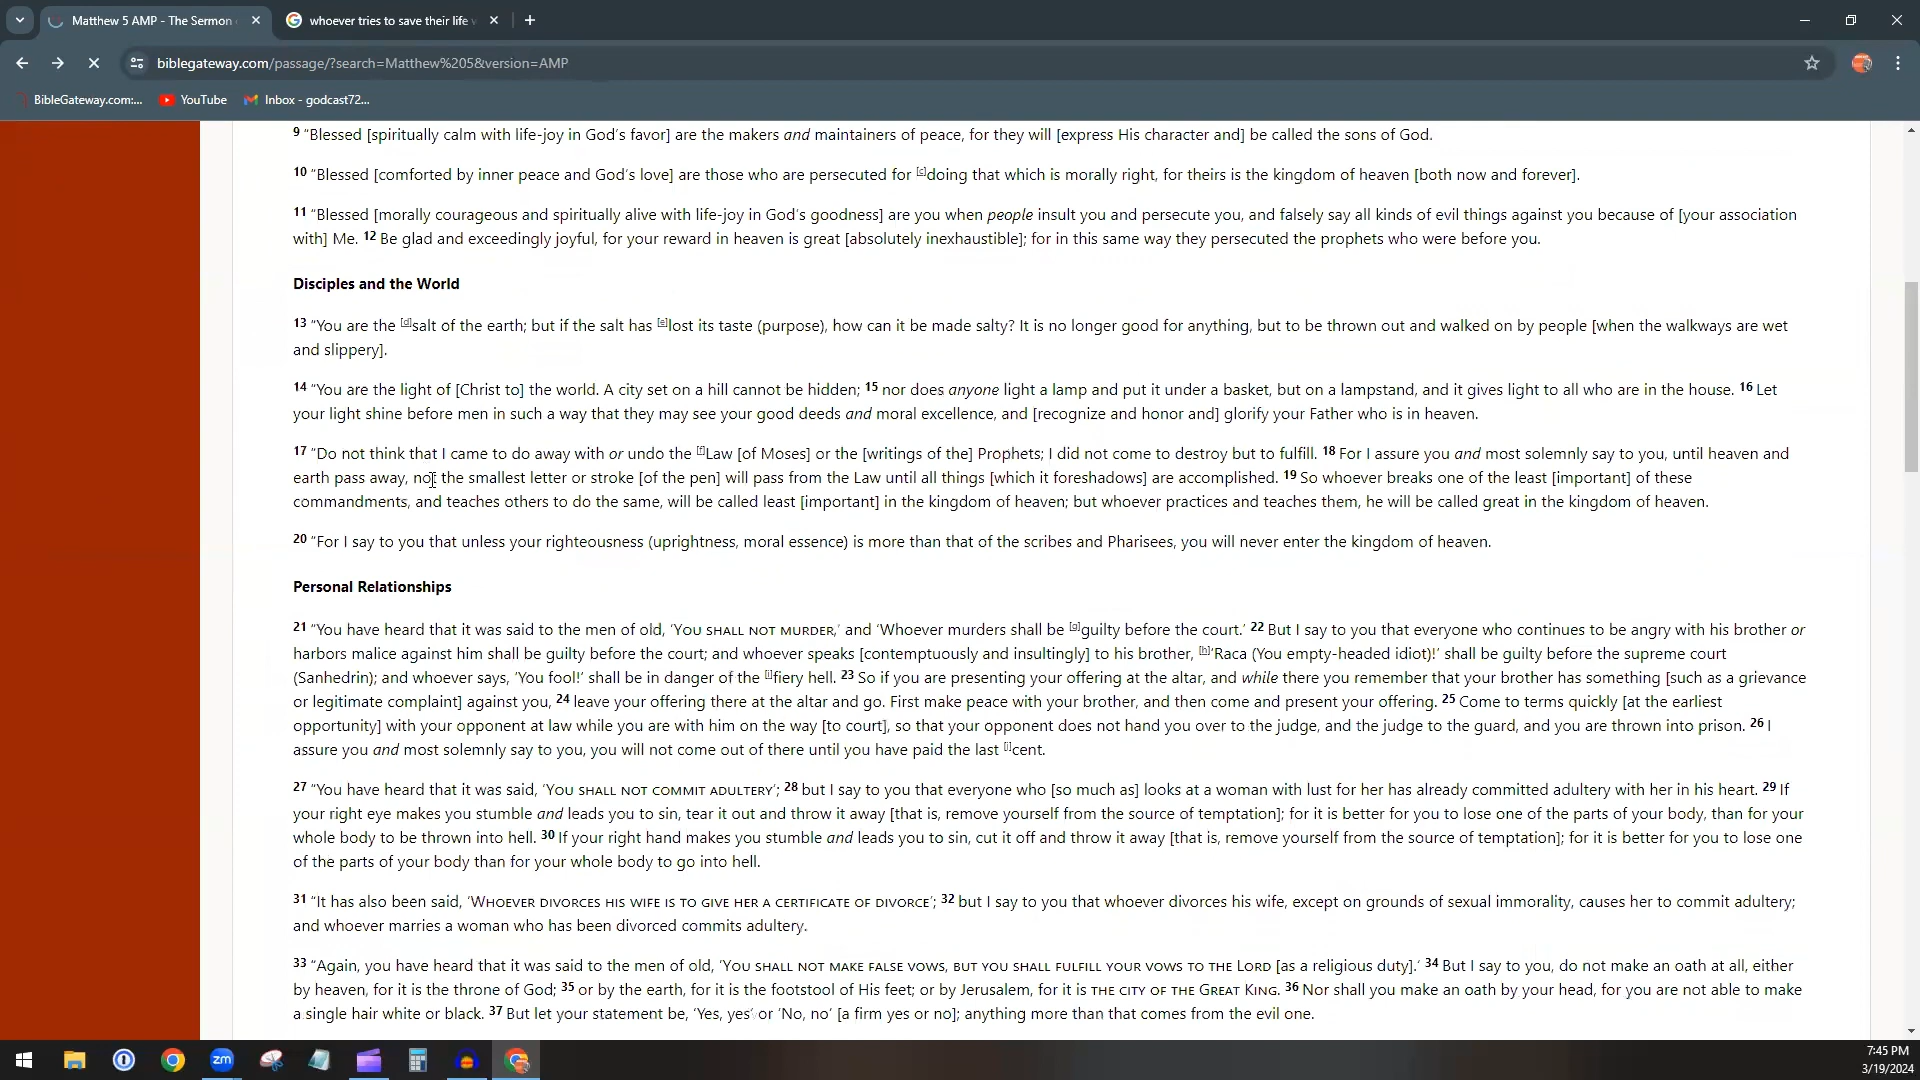 Matthew 5 AMP - The Sermon
whoever tries to save their life
biblegateway.com/passage/?search=Matthew%205&version=AMP
BibleGateway.com:...
YouTube
Inbox - godcast72...
9 "Blessed [spiritually calm with life-joy in God's favor] are the makers and maintainers of peace, for they will [express His character and] be called the sons of God.
10 "Blessed [comforted by inner peace and God's love] are those who are persecuted for [c]doing that which is morally right, for theirs is the kingdom of heaven [both now and forever].
11 "Blessed [morally courageous and spiritually alive with life-joy in God's goodness] are you when people insult you and persecute you, and falsely say all kinds of evil things against you because of [your association
with] Me. 12 Be glad and exceedingly joyful, for your reward in heaven is great [absolutely inexhaustible]; for in this same way they persecuted the prophets who were before you.
Disciples and the World
13 "You are the [d]salt of the earth; but if the salt has [e]lost its taste (purpose), how can it be made salty? It is no longer good for anything, but to be thrown out and walked on by people [when the walkways are wet
and slippery].
14 "You are the light of [Christ to] the world. A city set on a hill cannot be hidden; 15 nor does anyone light a lamp and put it under a basket, but on a lampstand, and it gives light to all who are in the house. 16 Let
your light shine before men in such a way that they may see your good deeds and moral excellence, and [recognize and honor and] glorify your Father who is in heaven.
17 "Do not think that I came to do away with or undo the [f]Law [of Moses] or the [writings of the] Prophets; I did not come to destroy but to fulfill. 18 For I assure you and most solemnly say to you, until heaven and
earth pass away, not the smallest letter or stroke [of the pen] will pass from the Law until all things [which it foreshadows] are accomplished. 19 So whoever breaks one of the least [important] of these
commandments, and teaches others to do the same, will be called least [important] in the kingdom of heaven; but whoever practices and teaches them, he will be called great in the kingdom of heaven.
20 "For I say to you that unless your righteousness (uprightness, moral essence) is more than that of the scribes and Pharisees, you will never enter the kingdom of heaven.
Personal Relationships
21 "You have heard that it was said to the men of old, 'YOU SHALL NOT MURDER,' and 'Whoever murders shall be [g]guilty before the court.' 22 But I say to you that everyone who continues to be angry with his brother or
harbors malice against him shall be guilty before the court; and whoever speaks [contemptuously and insultingly] to his brother, [h]'Raca (You empty-headed idiot)!' shall be guilty before the supreme court
(Sanhedrin); and whoever says, 'You fool!' shall be in danger of the [i]fiery hell. 23 So if you are presenting your offering at the altar, and while there you remember that your brother has something [such as a grievance
or legitimate complaint] against you, 24 leave your offering there at the altar and go. First make peace with your brother, and then come and present your offering. 25 Come to terms quickly [at the earliest
opportunity] with your opponent at law while you are with him on the way [to court], so that your opponent does not hand you over to the judge, and the judge to the guard, and you are thrown into prison. 26 I
assure you and most solemnly say to you, you will not come out of there until you have paid the last [j]cent.
27 "You have heard that it was said, 'YOU SHALL NOT COMMIT ADULTERY'; 28 but I say to you that everyone who [so much as] looks at a woman with lust for her has already committed adultery with her in his heart. 29 If
your right eye makes you stumble and leads you to sin, tear it out and throw it away [that is, remove yourself from the source of temptation]; for it is better for you to lose one of the parts of your body, than for your
whole body to be thrown into hell. 30 If your right hand makes you stumble and leads you to sin, cut it off and throw it away [that is, remove yourself from the source of temptation]; for it is better for you to lose one
of the parts of your body than for your whole body to go into hell.
31 "It has also been said, 'WHOEVER DIVORCES HIS WIFE IS TO GIVE HER A CERTIFICATE OF DIVORCE'; 32 but I say to you that whoever divorces his wife, except on grounds of sexual immorality, causes her to commit adultery;
and whoever marries a woman who has been divorced commits adultery.
33 "Again, you have heard that it was said to the men of old, 'YOU SHALL NOT MAKE FALSE VOWS, BUT YOU SHALL FULFILL YOUR VOWS TO THE LORD [as a religious duty].' 34 But I say to you, do not make an oath at all, either
by heaven, for it is the throne of God; 35 or by the earth, for it is the footstool of His feet; or by Jerusalem, for it is THE CITY OF THE GREAT KING. 36 Nor shall you make an oath by your head, for you are not able to make
a single hair white or black. 37 But let your statement be, 'Yes, yes' or 'No, no' [a firm yes or no]; anything more than that comes from the evil one.
zm
7:45 PM
3/19/2024